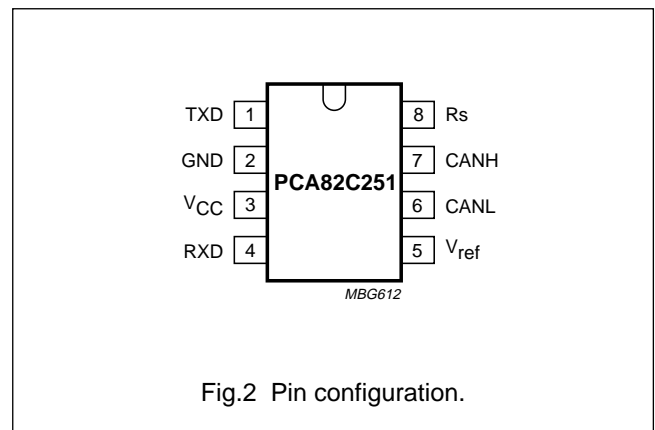 TXD 1 8 Rs
GND 2 7 CANH
PCA82C251
VCC 3 6 CANL
RXD 4 5 Vref
MBG612
Fig.2 Pin configuration.